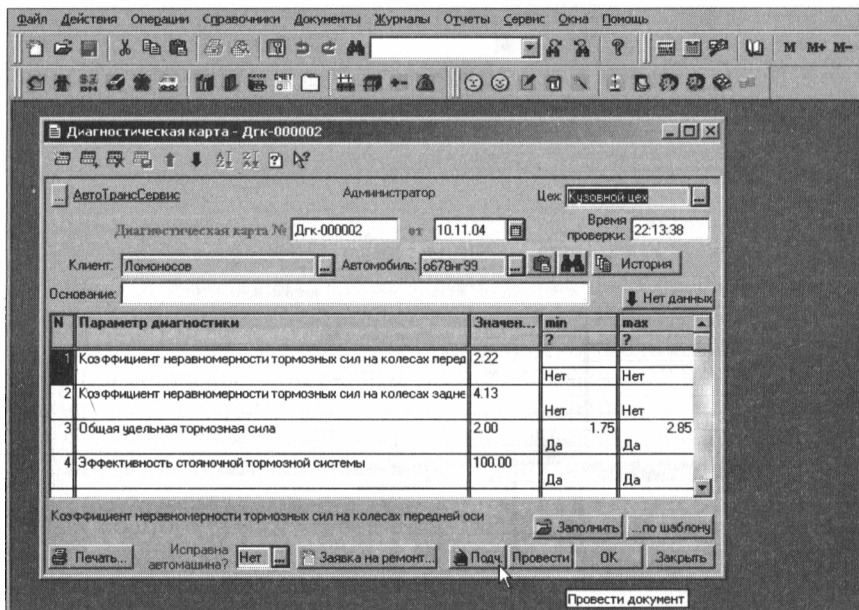 Файл Действия Операции Справочники Документы Журналы Отчеты Сервис Окна Помощь
M M+ M-
Диагностическая карта - Дгк-000002
... АвтоТрансСервис Администратор Цех: Кузовной цех ...
Диагностическая карта № Дгк-000002 от 10.11.04 Время проверки: 22:13:38
Клиент: Ломоносов ... Автомобиль: о678нг99 ... История
Основание: Нет данных
N Параметр диагностики Значен... min max
? ?
1 Коэффициент неравномерности тормозных сил на колесах перед 2.22
Нет Нет
2 Коэффициент неравномерности тормозных сил на колесах задне 4.13
Нет Нет
3 Общая удельная тормозная сила 2.00 1.75 2.85
Да Да
4 Эффективность стояночной тормозной системы 100.00
Да Да
Коэффициент неравномерности тормозных сил на колесах передней оси
Заполнить ...по шаблону
Печать... Исправна автомашина? Нет ... Заявка на ремонт... Подч. Провести OK Закрыть
Провести документ